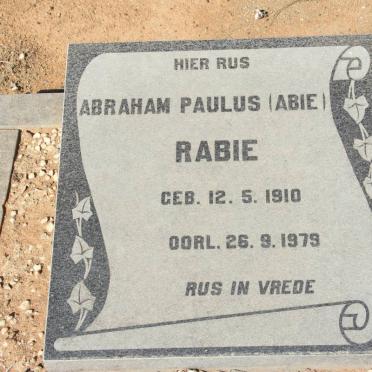 HIER RUS
ABRAHAM PAULUS (ABIE)
RABIE
GEB. 12. 5. 1910
OORL. 26. 9. 1979
RUS IN VREDE